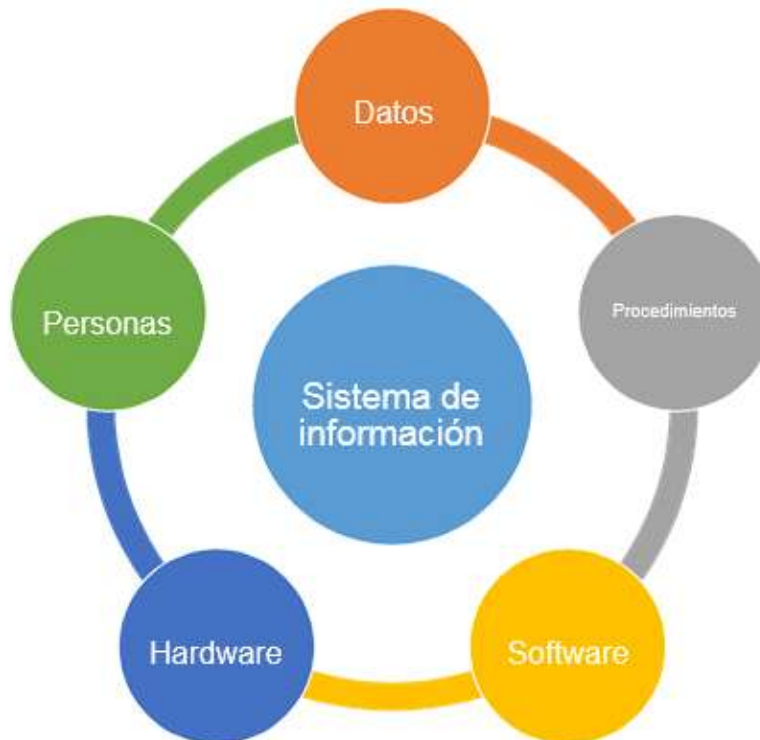 Datos
Procedimientos
Personas
Sistema de
información
Hardware
Software